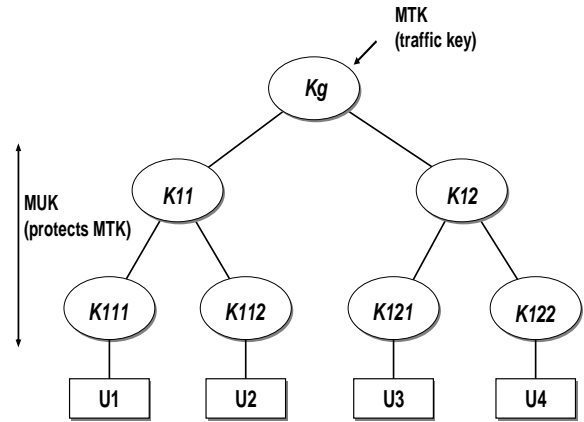 MTK
(traffic key)
Kg
K11
K12
MUK
(protects MTK)
K111
K112
K121
K122
U1
U2
U3
U4